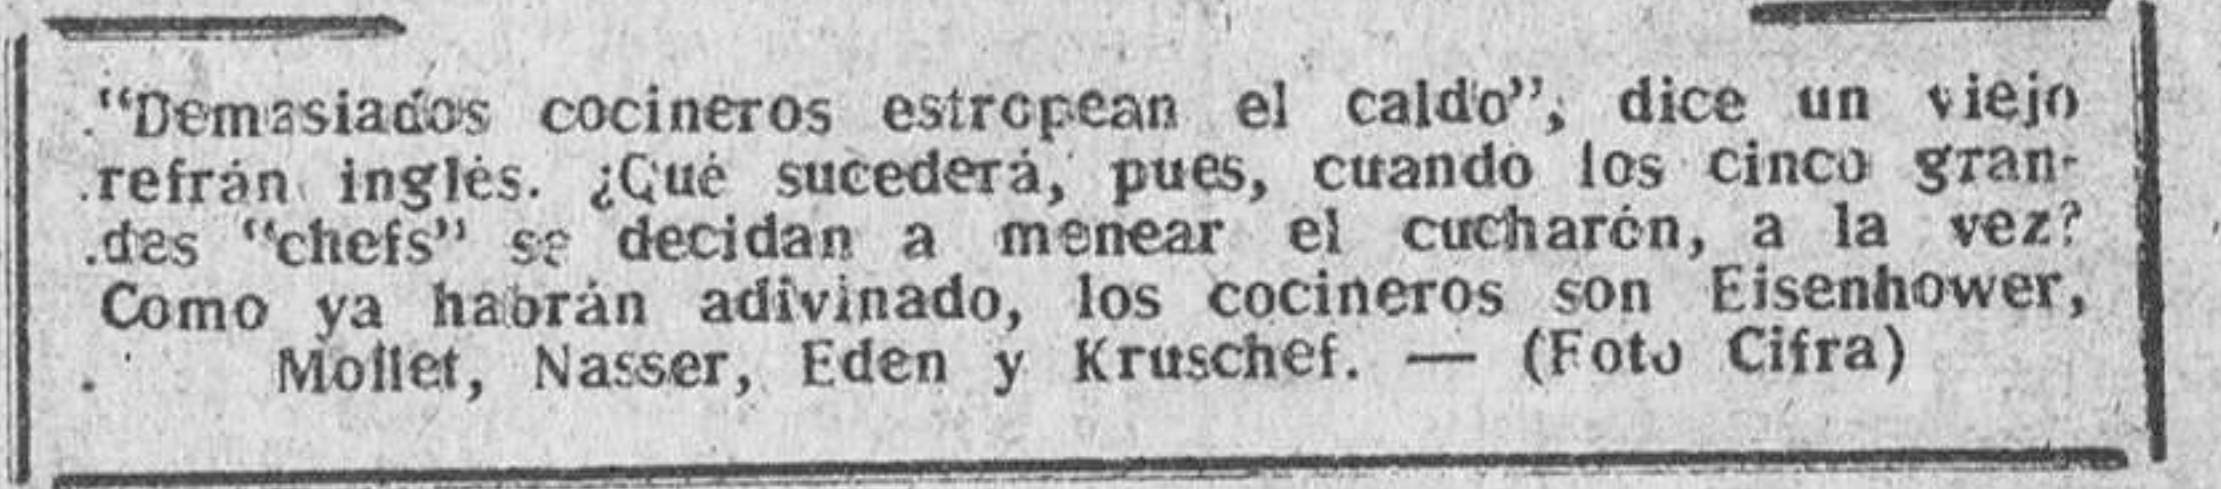 "Demasiados cocineros estropean el caldo", dice un viejo
refrán inglés. ¿Qué sucederá, pues, cuando los cinco gran-
des "chefs" se decidan a menear el cucharón, a la vez?
Como ya habrán adivinado, los cocineros son Eisenhower,
Mollet, Nasser, Eden y Kruschef. — (Foto Cifra)